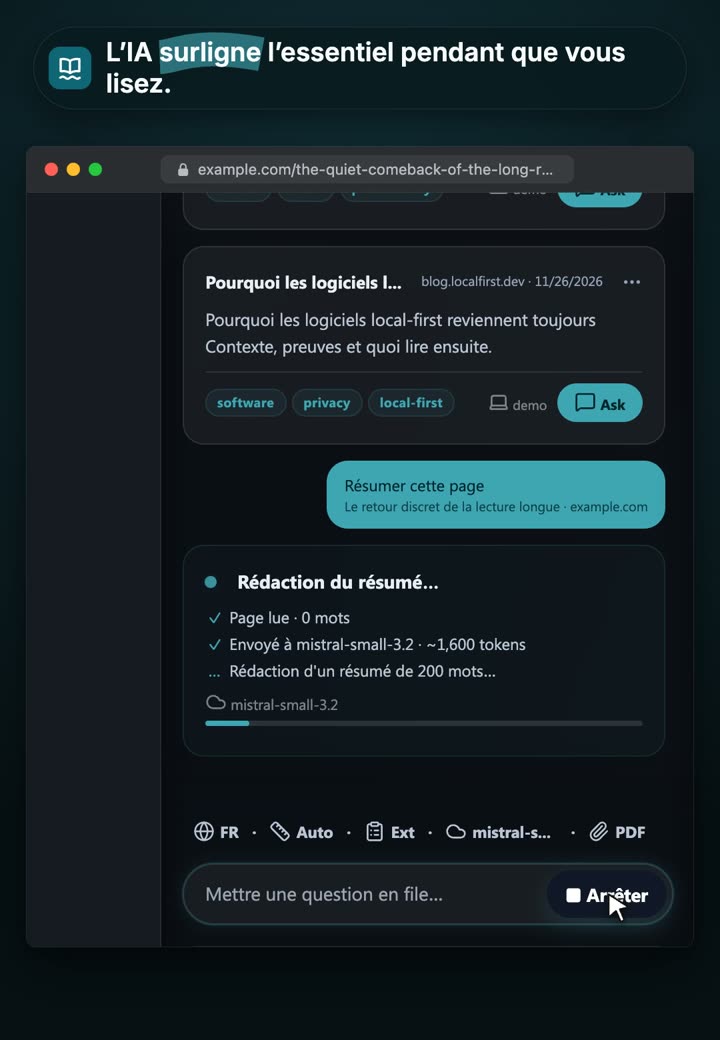 L'IA surligne l'essentiel pendant que vous
lisez.
example.com/the-quiet-comeback-of-the-long-r...
demo
Ask
Pourquoi les logiciels l... blog.localfirst.dev · 11/26/2026 ...
Pourquoi les logiciels local-first reviennent toujours
Contexte, preuves et quoi lire ensuite.
software privacy local-first demo Ask
Résumer cette page
Le retour discret de la lecture longue · example.com
Rédaction du résumé...
✓ Page lue · 0 mots
✓ Envoyé à mistral-small-3.2 · ~1,600 tokens
... Rédaction d'un résumé de 200 mots...
mistral-small-3.2
FR · Auto · Ext · mistral-s... · PDF
Mettre une question en file... Arrêter